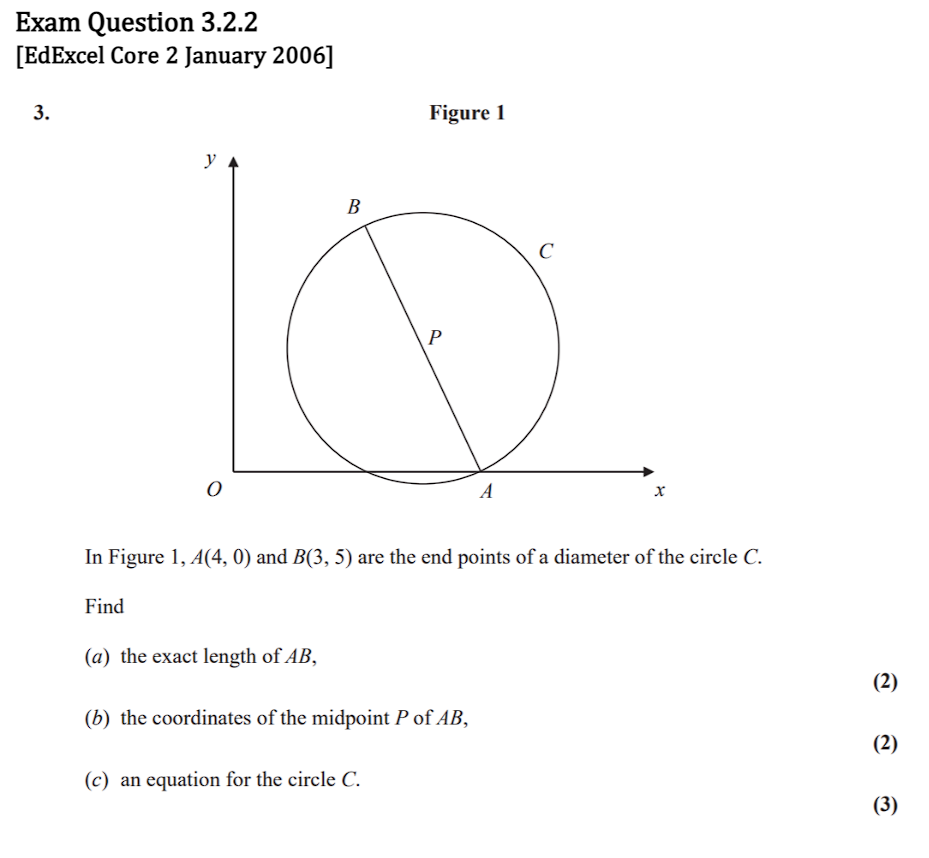 Exam Question 3.2.2
[EdExcel Core 2 January 2006]
3.
Figure 1
y
B
C
P
O
A
x
In Figure 1, A(4, 0) and B(3, 5) are the end points of a diameter of the circle C.
Find
(a) the exact length of AB,
(2)
(b) the coordinates of the midpoint P of AB,
(2)
(c) an equation for the circle C.
(3)